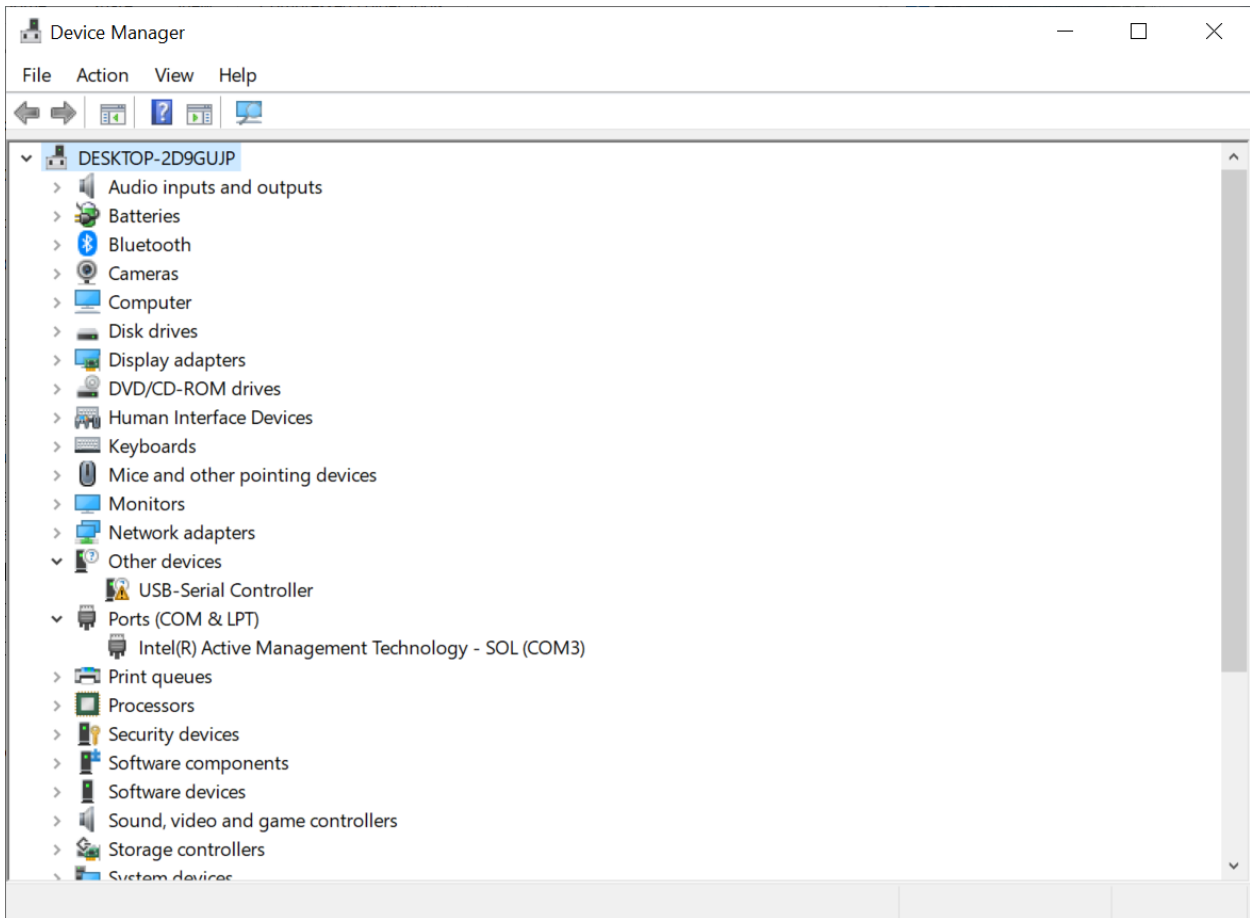 Device Manager
File Action View Help
DESKTOP-2D9GUJP
Audio inputs and outputs
Batteries
Bluetooth
Cameras
Computer
Disk drives
Display adapters
DVD/CD-ROM drives
Human Interface Devices
Keyboards
Mice and other pointing devices
Monitors
Network adapters
Other devices
USB-Serial Controller
Ports (COM & LPT)
Intel(R) Active Management Technology - SOL (COM3)
Print queues
Processors
Security devices
Software components
Software devices
Sound, video and game controllers
Storage controllers
System devices